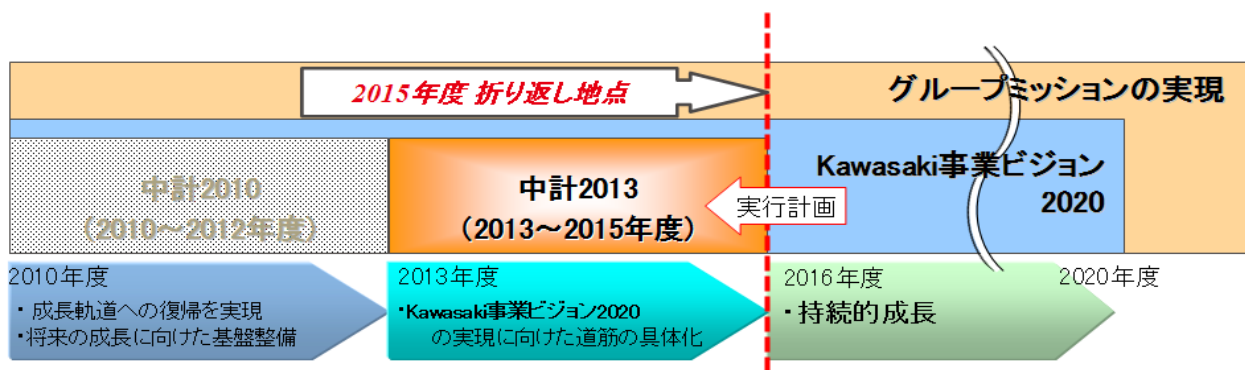 2015年度 折り返し地点
グループミッションの実現
Kawasaki事業ビジョン
2020
中計2010
（2010～2012年度）
中計2013
（2013～2015年度）
実行計画
2010年度
・成長軌道への復帰を実現
・将来の成長に向けた基盤整備
2013年度
・Kawasaki事業ビジョン2020
の実現に向けた道筋の具体化
2016年度
・持続的成長
2020年度